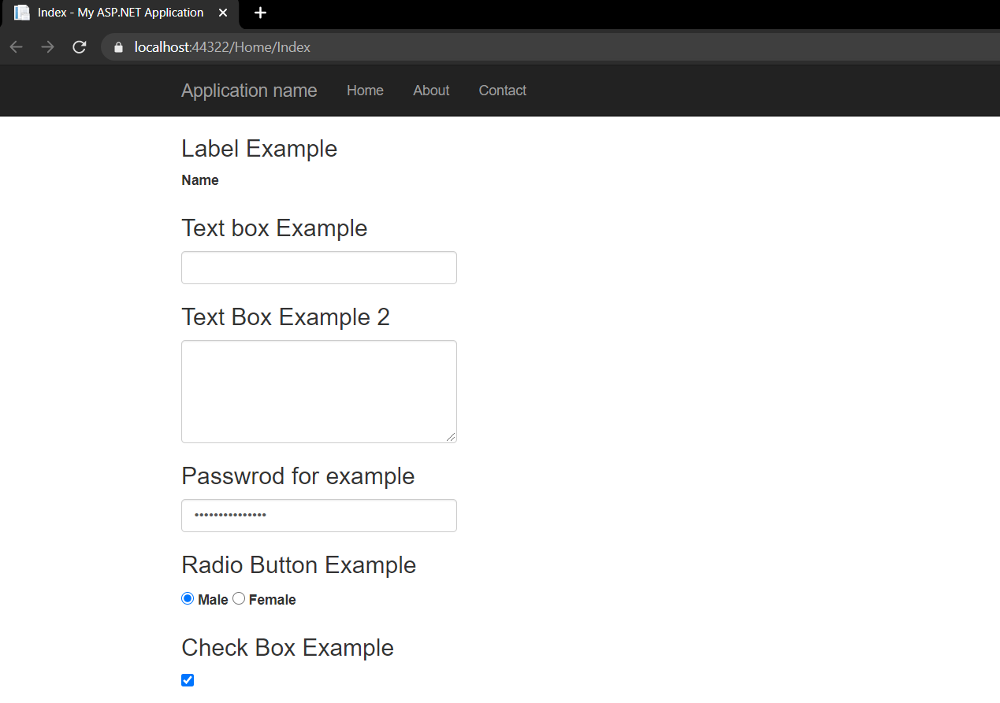 Index - My ASP.NET Application
localhost:44322/Home/Index
Application name Home About Contact
Label Example
Name
Text box Example
Text Box Example 2
Passwrod for example
•••••••••••••••
Radio Button Example
Male Female
Check Box Example